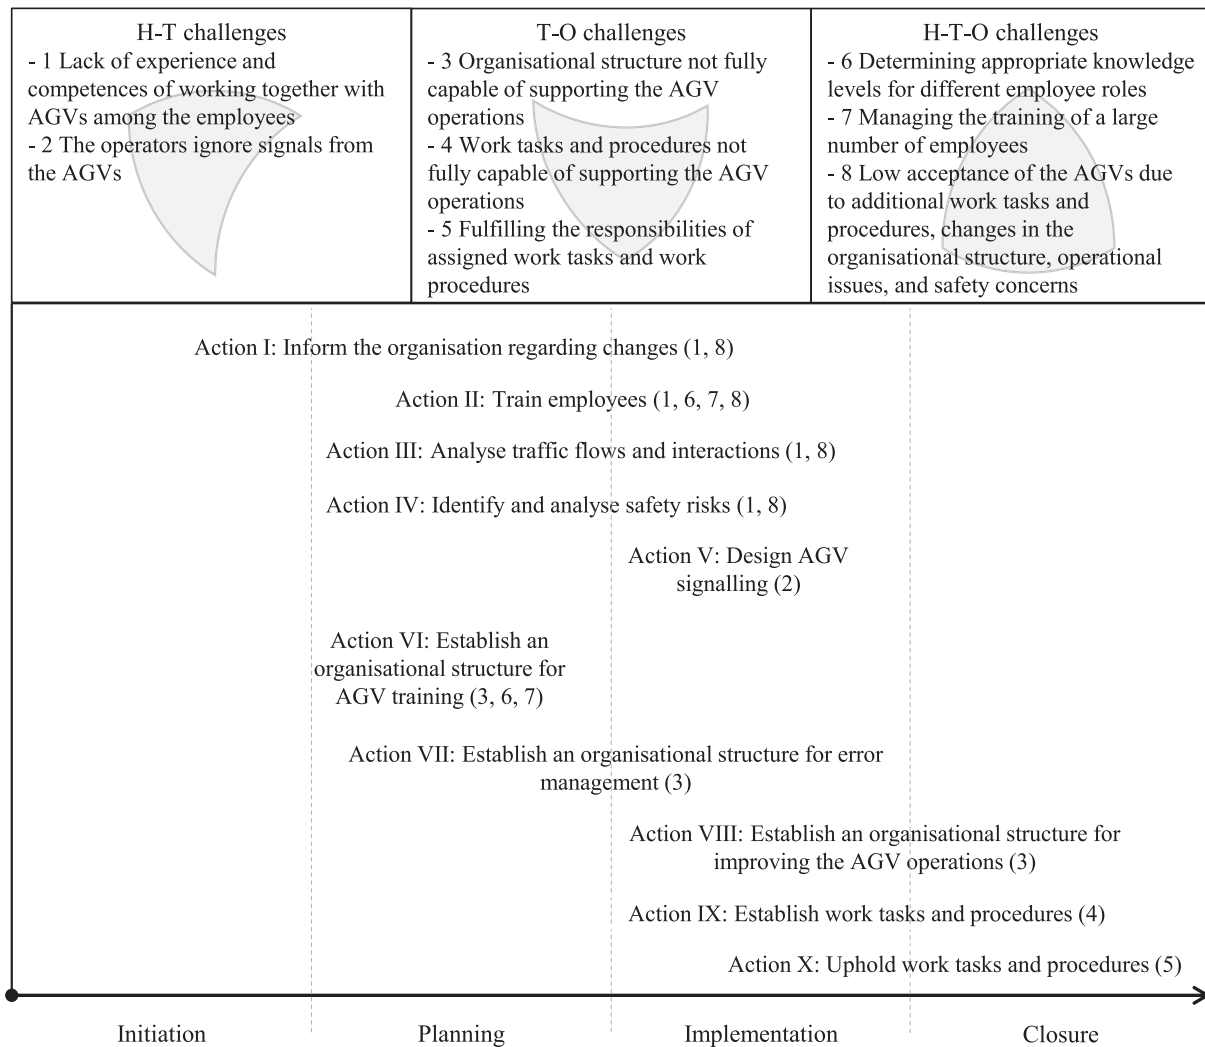 H-T challenges
- 1 Lack of experience and
competences of working together with
AGVs among the employees
- 2 The operators ignore signals from
the AGVs
T-O challenges
- 3 Organisational structure not fully
capable of supporting the AGV
operations
- 4 Work tasks and procedures not
fully capable of supporting the AGV
operations
- 5 Fulfilling the responsibilities of
assigned work tasks and work
procedures
H-T-O challenges
- 6 Determining appropriate knowledge
levels for different employee roles
- 7 Managing the training of a large
number of employees
- 8 Low acceptance of the AGVs due
to additional work tasks and
procedures, changes in the
organisational structure, operational
issues, and safety concerns
Action I: Inform the organisation regarding changes (1, 8)
Action II: Train employees (1, 6, 7, 8)
Action III: Analyse traffic flows and interactions (1, 8)
Action IV: Identify and analyse safety risks (1, 8)
Action V: Design AGV
signalling (2)
Action VI: Establish an
organisational structure for
AGV training (3, 6, 7)
Action VII: Establish an organisational structure for error
management (3)
Action VIII: Establish an organisational structure for
improving the AGV operations (3)
Action IX: Establish work tasks and procedures (4)
Action X: Uphold work tasks and procedures (5)
Initiation
Planning
Implementation
Closure